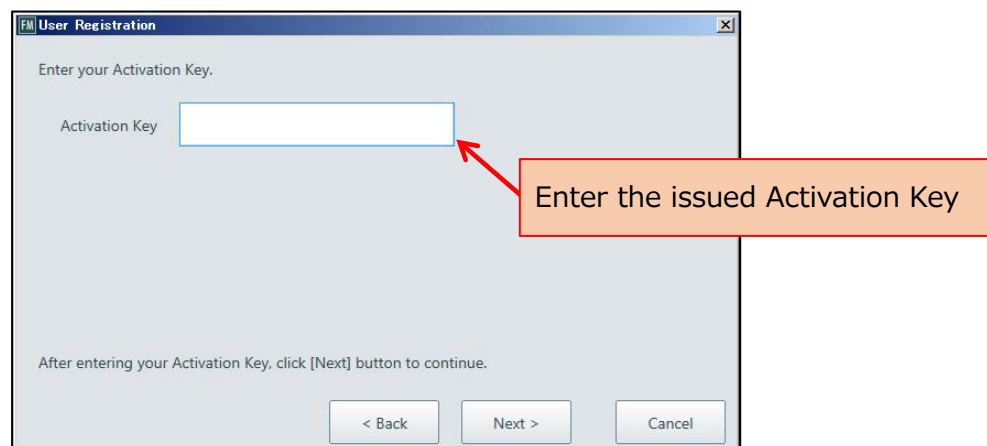 FM User Registration
Enter your Activation Key.
Activation Key
Enter the issued Activation Key
After entering your Activation Key, click [Next] button to continue.
< Back Next > Cancel